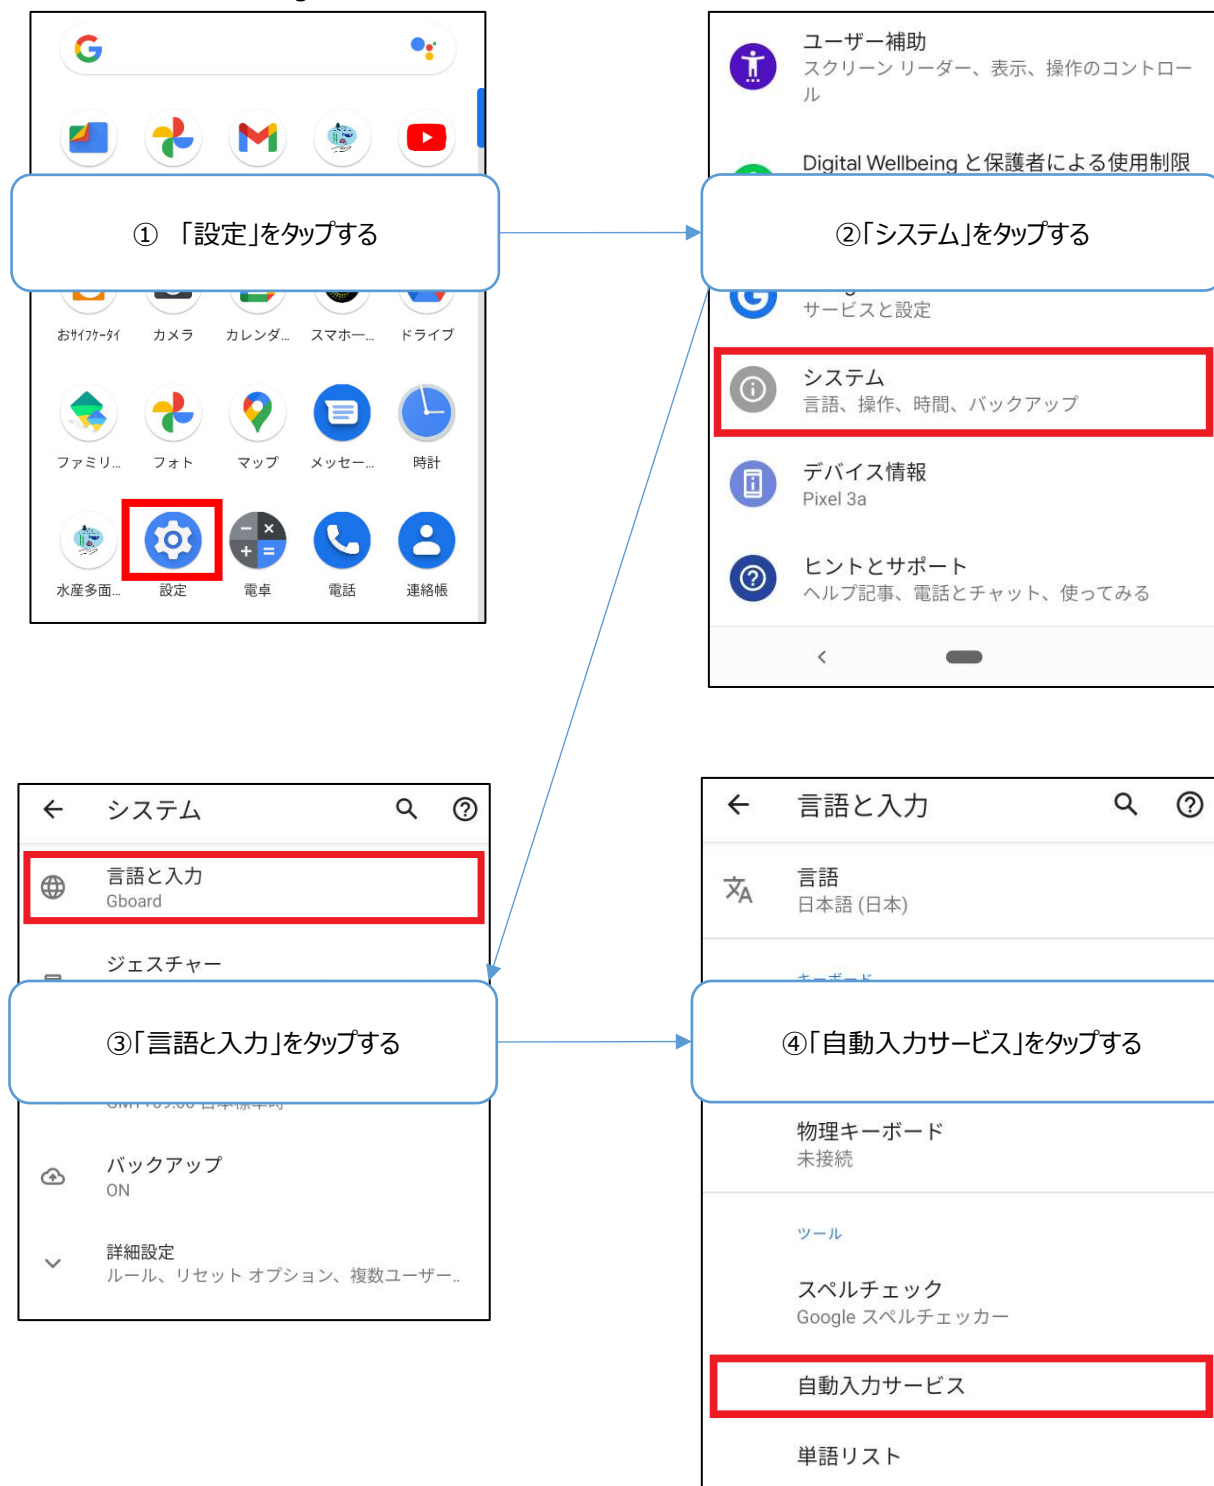 ① 「設定」をタップする
おサイフケータイ
カメラ
カレンダ...
スマホー...
ドライブ
ファミリ...
フォト
マップ
メッセー...
時計
水産多面...
設定
電卓
電話
連絡帳
ユーザー補助
スクリーン リーダー、表示、操作のコントロー
ル
Digital Wellbeing と保護者による使用制限
②「システム」をタップする
サービスと設定
システム
言語、操作、時間、バックアップ
デバイス情報
Pixel 3a
ヒントとサポート
ヘルプ記事、電話とチャット、使ってみる
システム
言語と入力
Gboard
ジェスチャー
③「言語と入力」をタップする
GMT+09:00 日本標準時
バックアップ
ON
詳細設定
ルール、リセット オプション、複数ユーザー..
言語と入力
言語
日本語 (日本)
キーボード
④「自動入力サービス」をタップする
物理キーボード
未接続
ツール
スペルチェック
Google スペルチェッカー
自動入力サービス
単語リスト